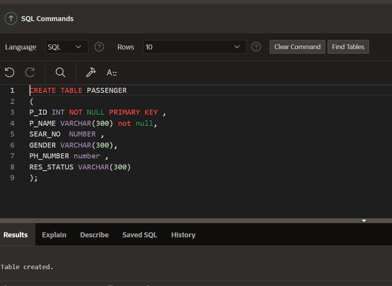 SQL Commands
Language SQL Rows 10 Clear Command Find Tables
A::
1 CREATE TABLE PASSENGER
2 (
3 P_ID INT NOT NULL PRIMARY KEY ,
4 P_NAME VARCHAR(300) not null,
5 SEAR_NO NUMBER ,
6 GENDER VARCHAR(300),
7 PH_NUMBER number ,
8 RES_STATUS VARCHAR(300)
9 );
Results Explain Describe Saved SQL History
Table created.